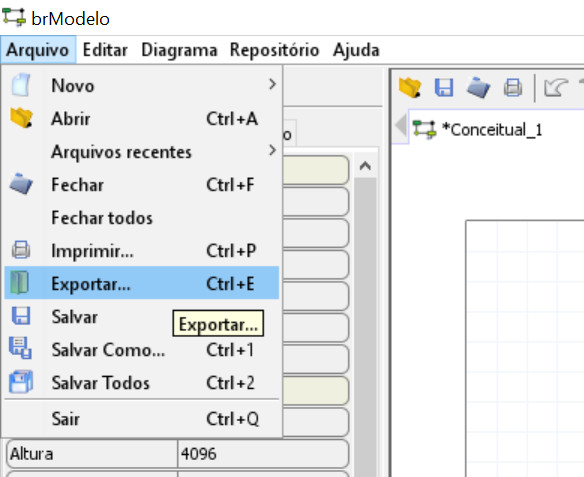 brModelo
Arquivo Editar Diagrama Repositório Ajuda
Novo
Abrir Ctrl+A
Arquivos recentes
Fechar Ctrl+F
Fechar todos
Imprimir... Ctrl+P
Exportar... Ctrl+E
Salvar
Exportar...
Salvar Como... Ctrl+1
Salvar Todos Ctrl+2
Sair Ctrl+Q
Altura 4096
o
*Conceitual_1